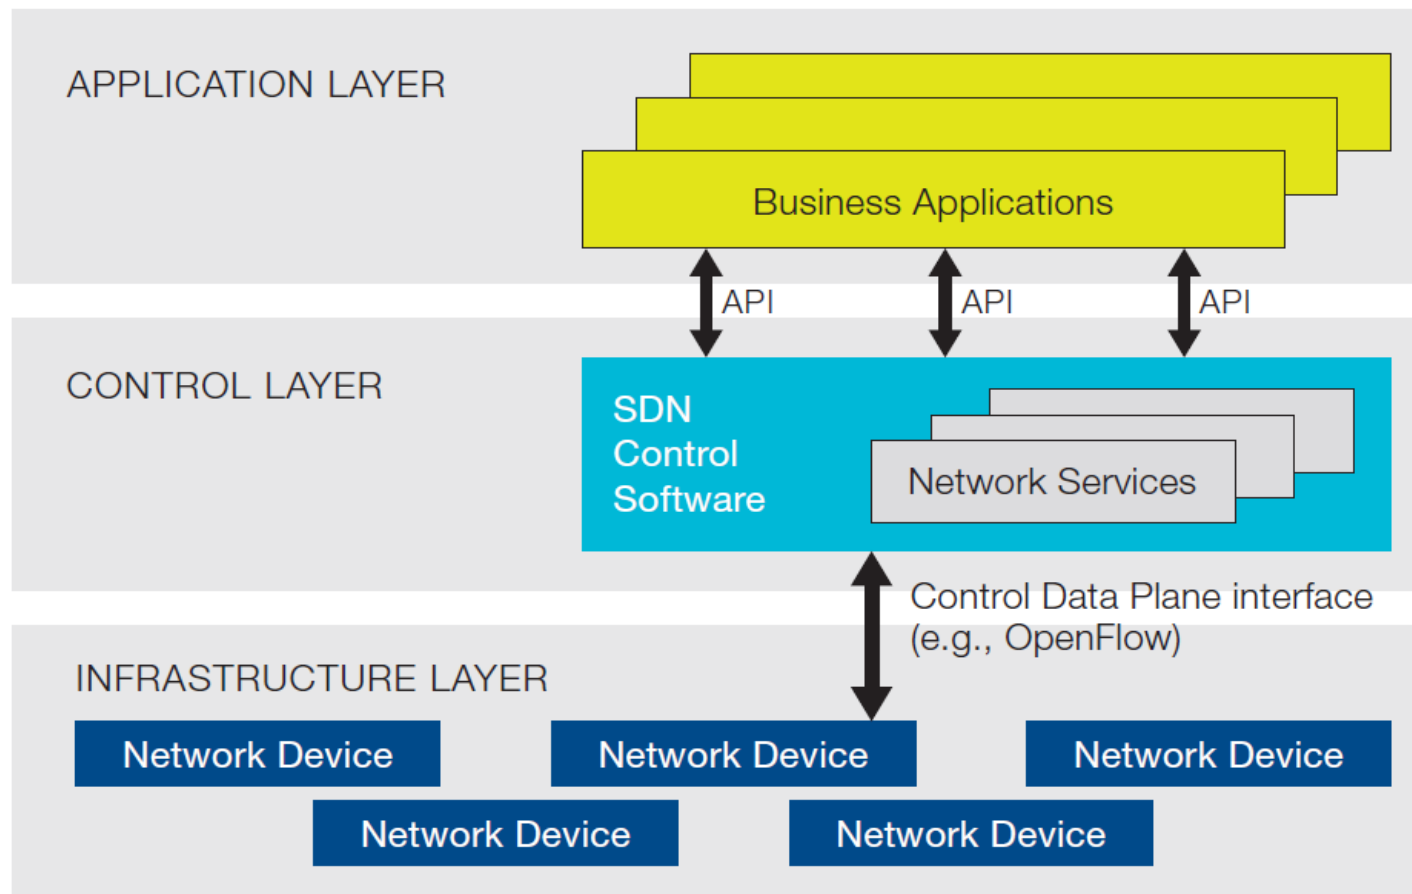 APPLICATION LAYER
Business Applications
API
API
API
CONTROL LAYER
SDN
Control
Software
Network Services
Control Data Plane interface
(e.g., OpenFlow)
INFRASTRUCTURE LAYER
Network Device
Network Device
Network Device
Network Device
Network Device